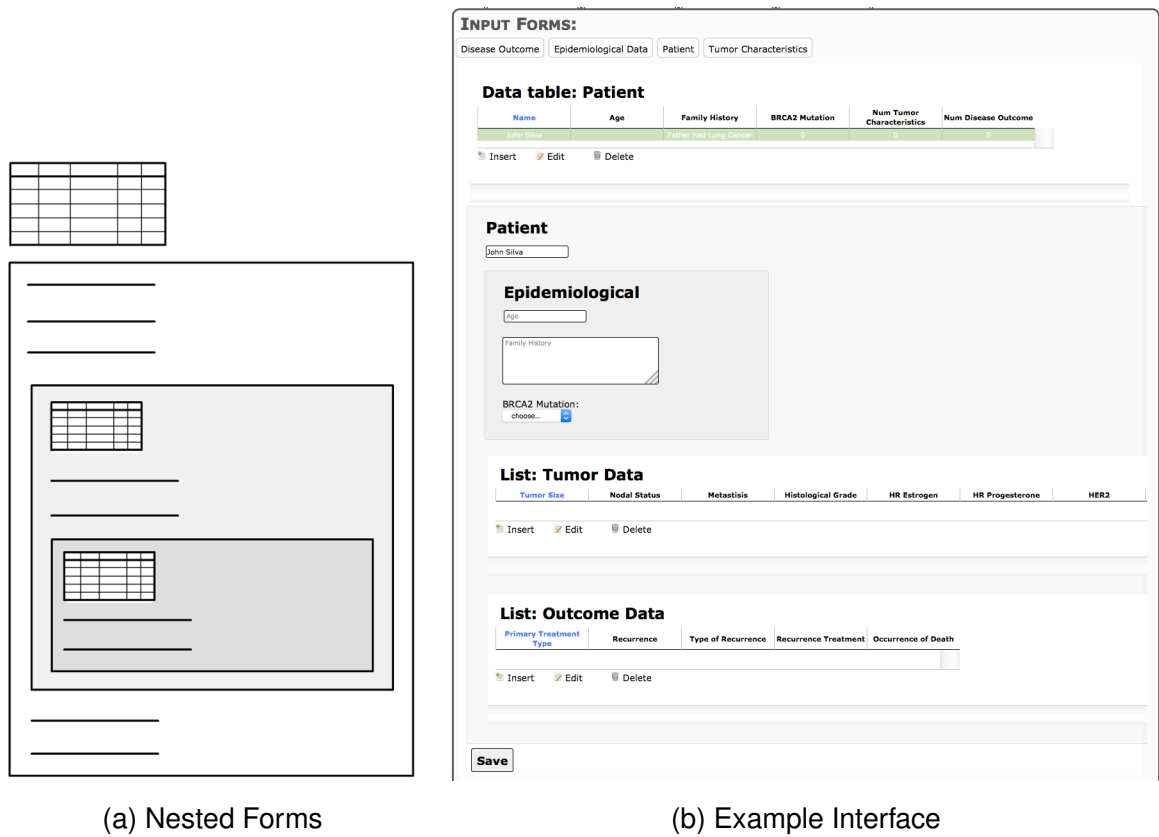 INPUT FORMS:
Disease Outcome Epidemiological Data Patient Tumor Characteristics
Data table: Patient
Name Age Family History BRCA2 Mutation Num Tumor Characteristics Num Disease Outcome
John Silva Father had Lung Cancer 0 0 0
Insert Edit Delete
Patient
John Silva
Epidemiological
Age
Family History
BRCA2 Mutation:
choose...
List: Tumor Data
Tumor Size Nodal Status Metastisis Histological Grade HR Estrogen HR Progesterone HER2
Insert Edit Delete
List: Outcome Data
Primary Treatment Type Recurrence Type of Recurrence Recurrence Treatment Occurrence of Death
Insert Edit Delete
Save
(a) Nested Forms
(b) Example Interface